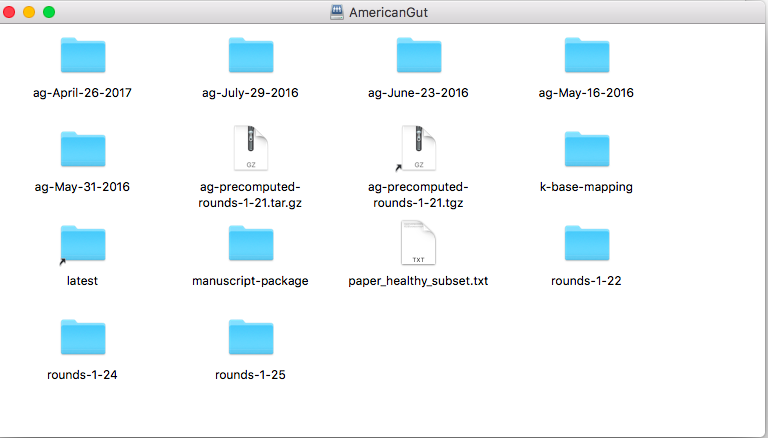 AmericanGut
ag-April-26-2017
ag-July-29-2016
ag-June-23-2016
ag-May-16-2016
ag-May-31-2016
GZ
ag-precomputed-
rounds-1-21.tar.gz
GZ
ag-precomputed-
rounds-1-21.tgz
k-base-mapping
latest
manuscript-package
TXT
paper_healthy_subset.txt
rounds-1-22
rounds-1-24
rounds-1-25